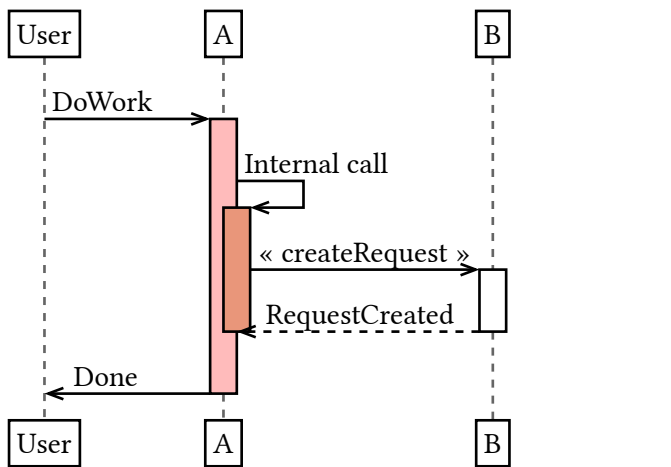 User
A
B
DoWork
Internal call
« createRequest »
RequestCreated
Done
User
A
B